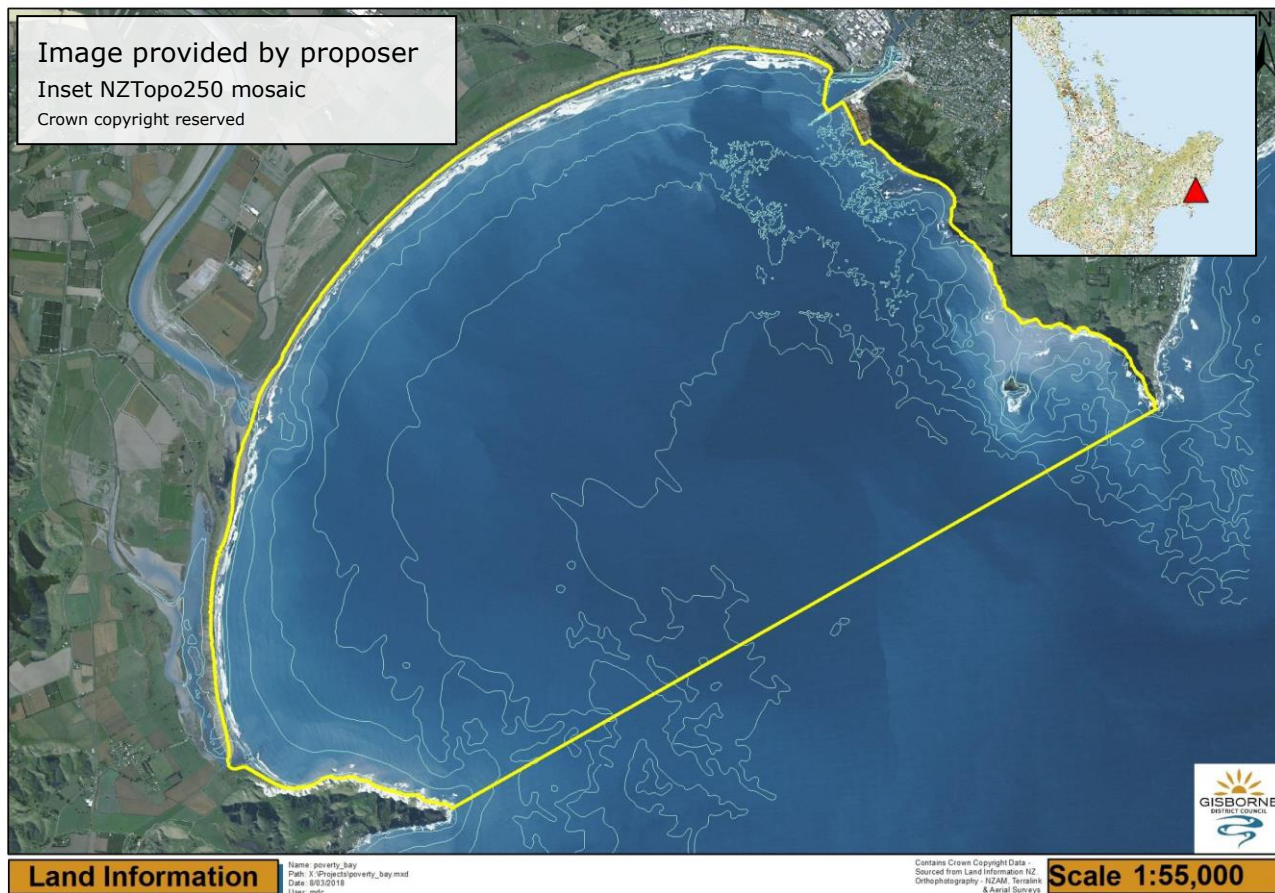 Image provided by proposer
Inset NZTopo250 mosaic
Crown copyright reserved
N
GISBORNE
DISTRICT COUNCIL
Land Information
Name: poverty_bay
Path: X:\Projects\poverty_bay.mxd
Date: 8/03/2018
User: mdc
Contains Crown Copyright Data -
Sourced from Land Information NZ.
Orthophotography - NZAM, Terralink
& Aerial Surveys
Scale 1:55,000